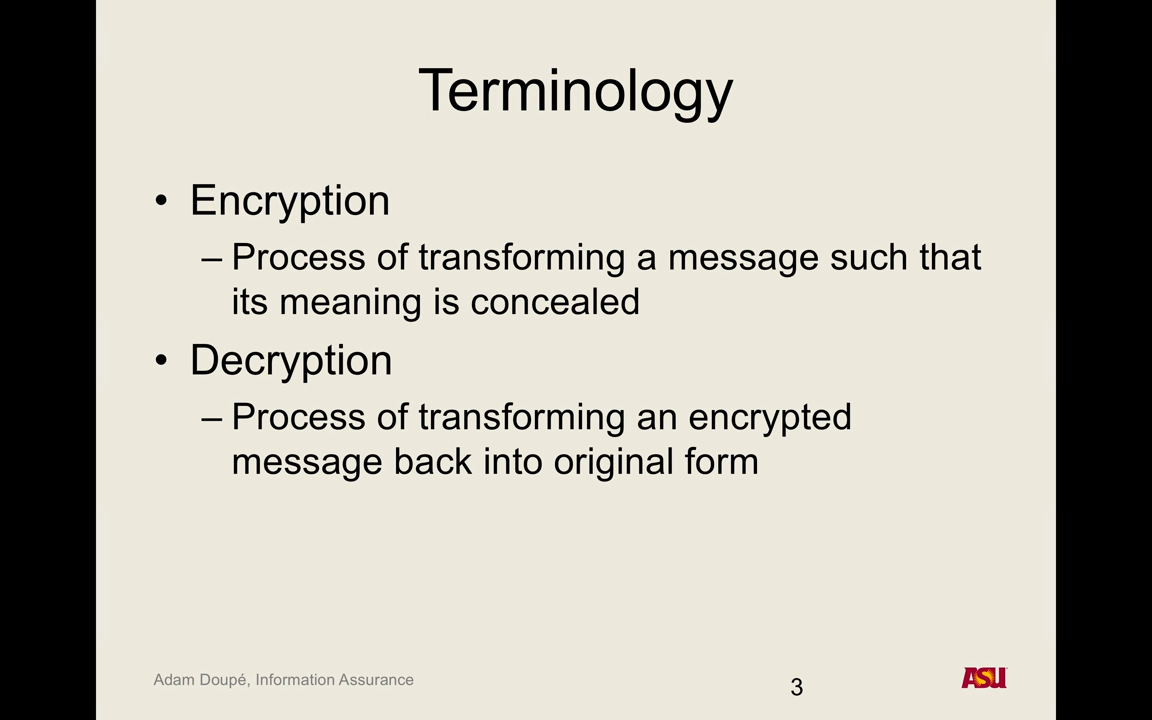 Terminology
• Encryption
– Process of transforming a message such that
its meaning is concealed
• Decryption
– Process of transforming an encrypted
message back into original form
Adam Doupé, Information Assurance
3
ASU